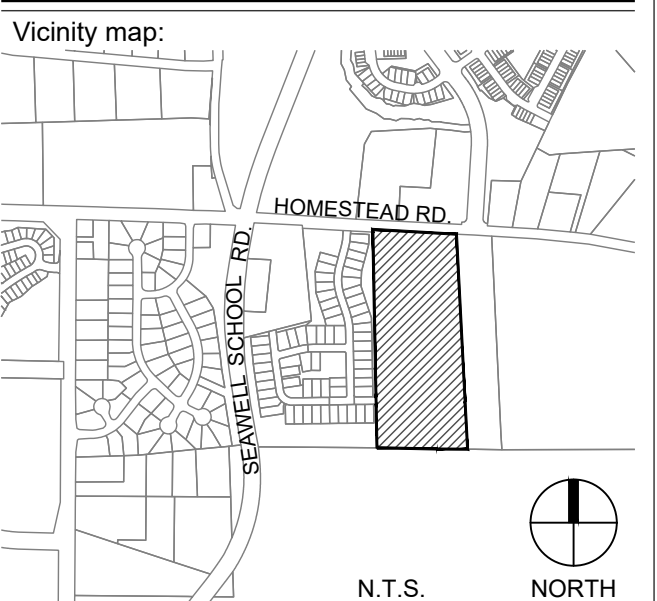 Vicinity map:
HOMESTEAD RD.
SEAWELL SCHOOL RD.
N.T.S.
NORTH